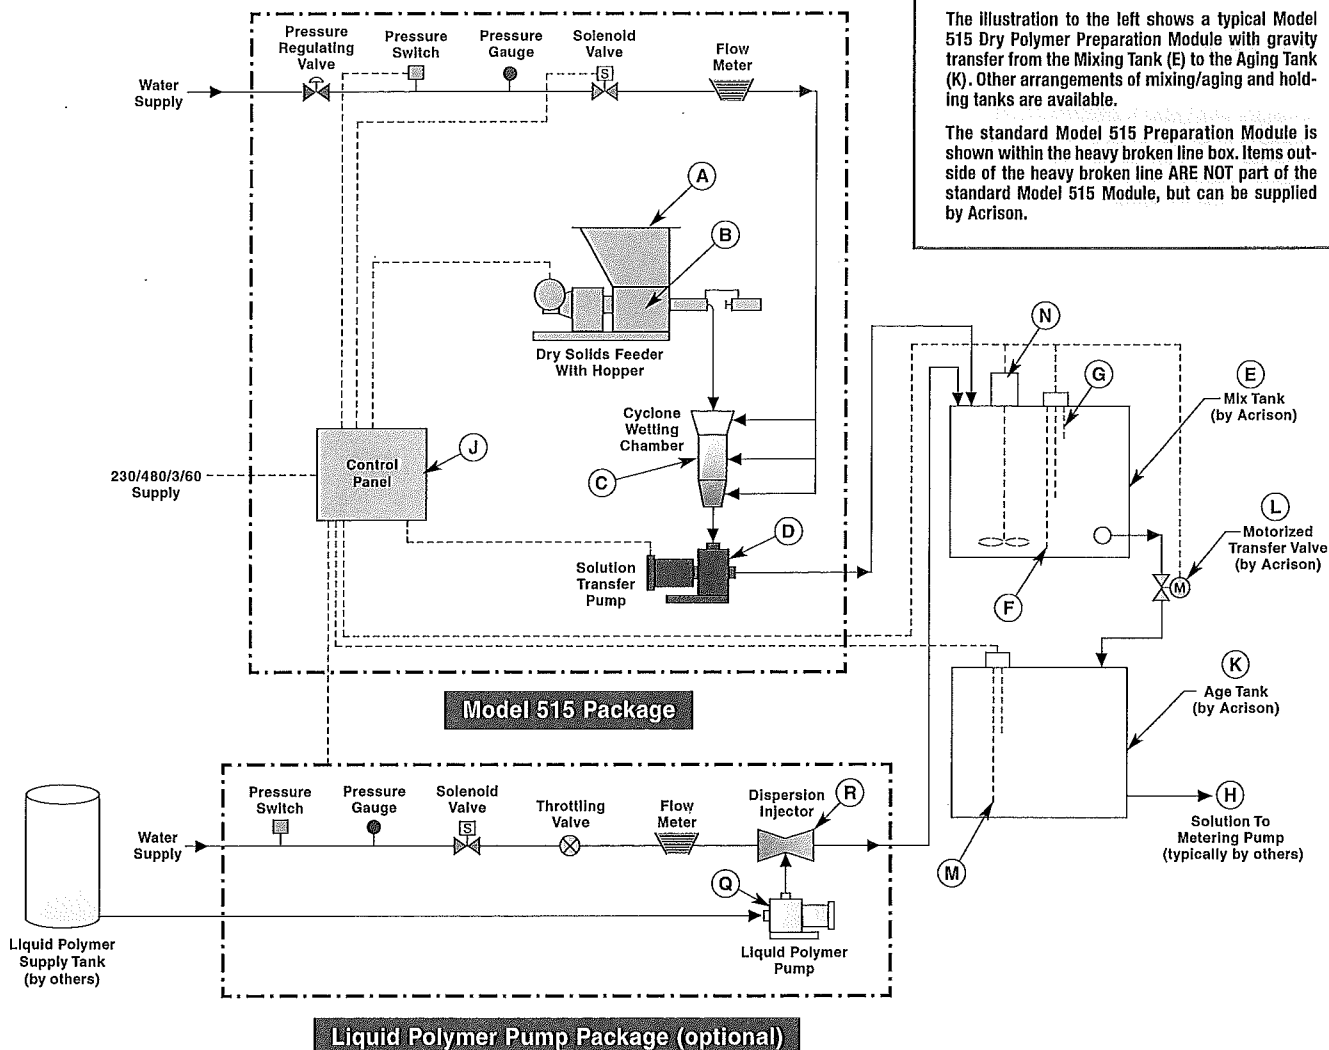 The illustration to the left shows a typical Model
515 Dry Polymer Preparation Module with gravity
transfer from the Mixing Tank (E) to the Aging Tank
(K). Other arrangements of mixing/aging and hold-
ing tanks are available.
The standard Model 515 Preparation Module is
shown within the heavy broken line box. Items out-
side of the heavy broken line ARE NOT part of the
standard Model 515 Module, but can be supplied
by Acrison.
Pressure
Regulating
Valve
Pressure
Switch
Pressure
Gauge
Solenoid
Valve
S
Flow
Meter
Water
Supply
A
B
Dry Solids Feeder
With Hopper
Cyclone
Wetting
Chamber
C
Control
Panel
J
230/480/3/60
Supply
D
Solution
Transfer
Pump
N
G
E
Mix Tank
(by Acrison)
L
Motorized
Transfer Valve
(by Acrison)
M
F
K
Age Tank
(by Acrison)
H
Solution To
Metering Pump
(typically by others)
M
Model 515 Package
Pressure
Switch
Pressure
Gauge
Solenoid
Valve
S
Throttling
Valve
Flow
Meter
Dispersion
Injector
R
Water
Supply
Q
Liquid Polymer
Pump
Liquid Polymer
Supply Tank
(by others)
Liquid Polymer Pump Package (optional)